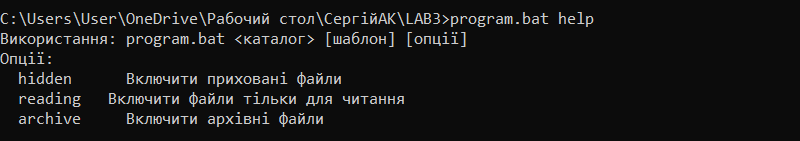 C:\Users\User\OneDrive\Рабочий стол\СергійАК\LAB3>program.bat help
Використання: program.bat <каталог> [шаблон] [опції]
Опції:
  hidden      Включити приховані файли
  reading   Включити файли тільки для читання
  archive     Включити архівні файли